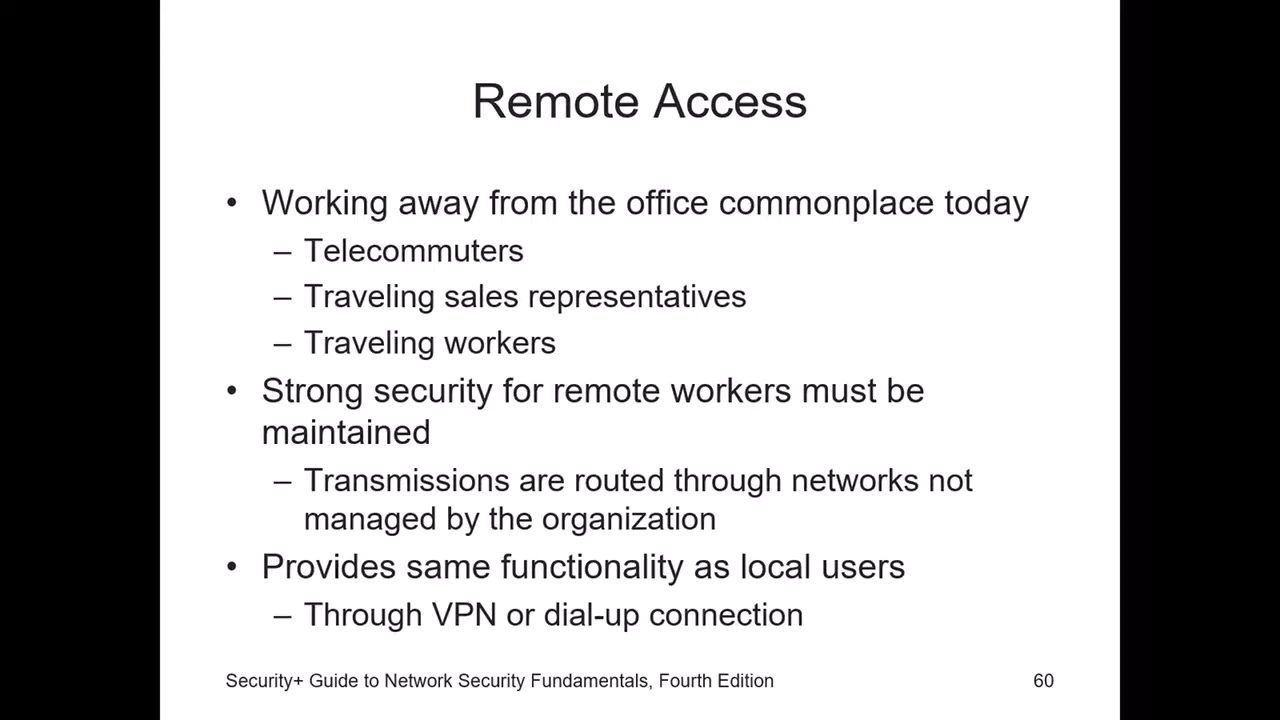 Remote Access
• Working away from the office commonplace today
– Telecommuters
– Traveling sales representatives
– Traveling workers
• Strong security for remote workers must be
maintained
– Transmissions are routed through networks not
managed by the organization
• Provides same functionality as local users
– Through VPN or dial-up connection
Security+ Guide to Network Security Fundamentals, Fourth Edition 60